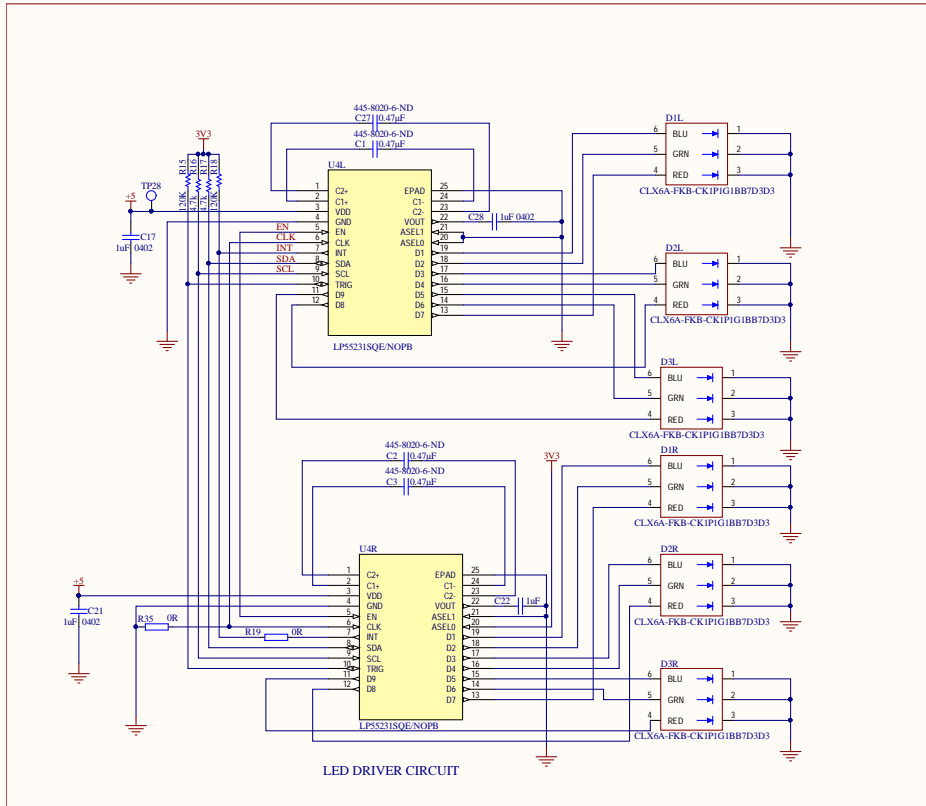 445-8020-6-ND
C27 0.47µF
445-8020-6-ND
C1 0.47µF
3V3
R15
R16
R17
R18
120K
4.7k
4.7k
120K
TP28
+5
C17
1uF 0402
EN
CLK
INT
SDA
SCL
U4L
1 C2+ EPAD 25
2 C1+ C1- 24
3 VDD C2- 23
4 GND VOUT 22
5 EN ASEL1 21
6 CLK ASEL0 20
7 INT D1 19
8 SDA D2 18
9 SCL D3 17
10 TRIG D4 16
11 D9 D5 15
12 D8 D6 14
D7 13
LP55231SQE/NOPB
C28 1uF 0402
D1L
6 BLU 1
5 GRN 2
4 RED 3
CLX6A-FKB-CK1P1G1BB7D3D3
D2L
6 BLU 1
5 GRN 2
4 RED 3
CLX6A-FKB-CK1P1G1BB7D3D3
D3L
6 BLU 1
5 GRN 2
4 RED 3
CLX6A-FKB-CK1P1G1BB7D3D3
445-8020-6-ND
C2 0.47µF
445-8020-6-ND
C3 0.47µF
3V3
+5
C21
1uF 0402
R35 0R
R19 0R
U4R
1 C2+ EPAD 25
2 C1+ C1- 24
3 VDD C2- 23
4 GND VOUT 22
5 EN ASEL1 21
6 CLK ASEL0 20
7 INT D1 19
8 SDA D2 18
9 SCL D3 17
10 TRIG D4 16
11 D9 D5 15
12 D8 D6 14
D7 13
LP55231SQE/NOPB
C22 1uF
D1R
6 BLU 1
5 GRN 2
4 RED 3
CLX6A-FKB-CK1P1G1BB7D3D3
D2R
6 BLU 1
5 GRN 2
4 RED 3
CLX6A-FKB-CK1P1G1BB7D3D3
D3R
6 BLU 1
5 GRN 2
4 RED 3
CLX6A-FKB-CK1P1G1BB7D3D3
LED DRIVER CIRCUIT